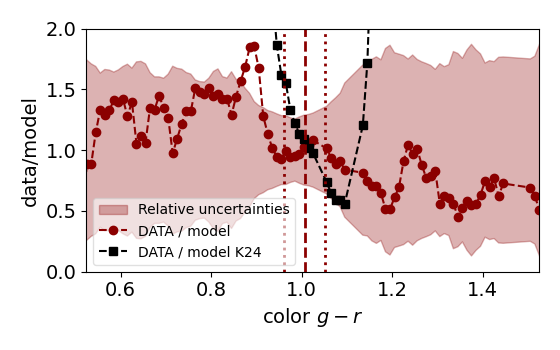 2.0
1.5
1.0
0.5
0.0
data/model
Relative uncertainties
DATA / model
DATA / model K24
0.6 0.8 1.0 1.2 1.4
color g − r